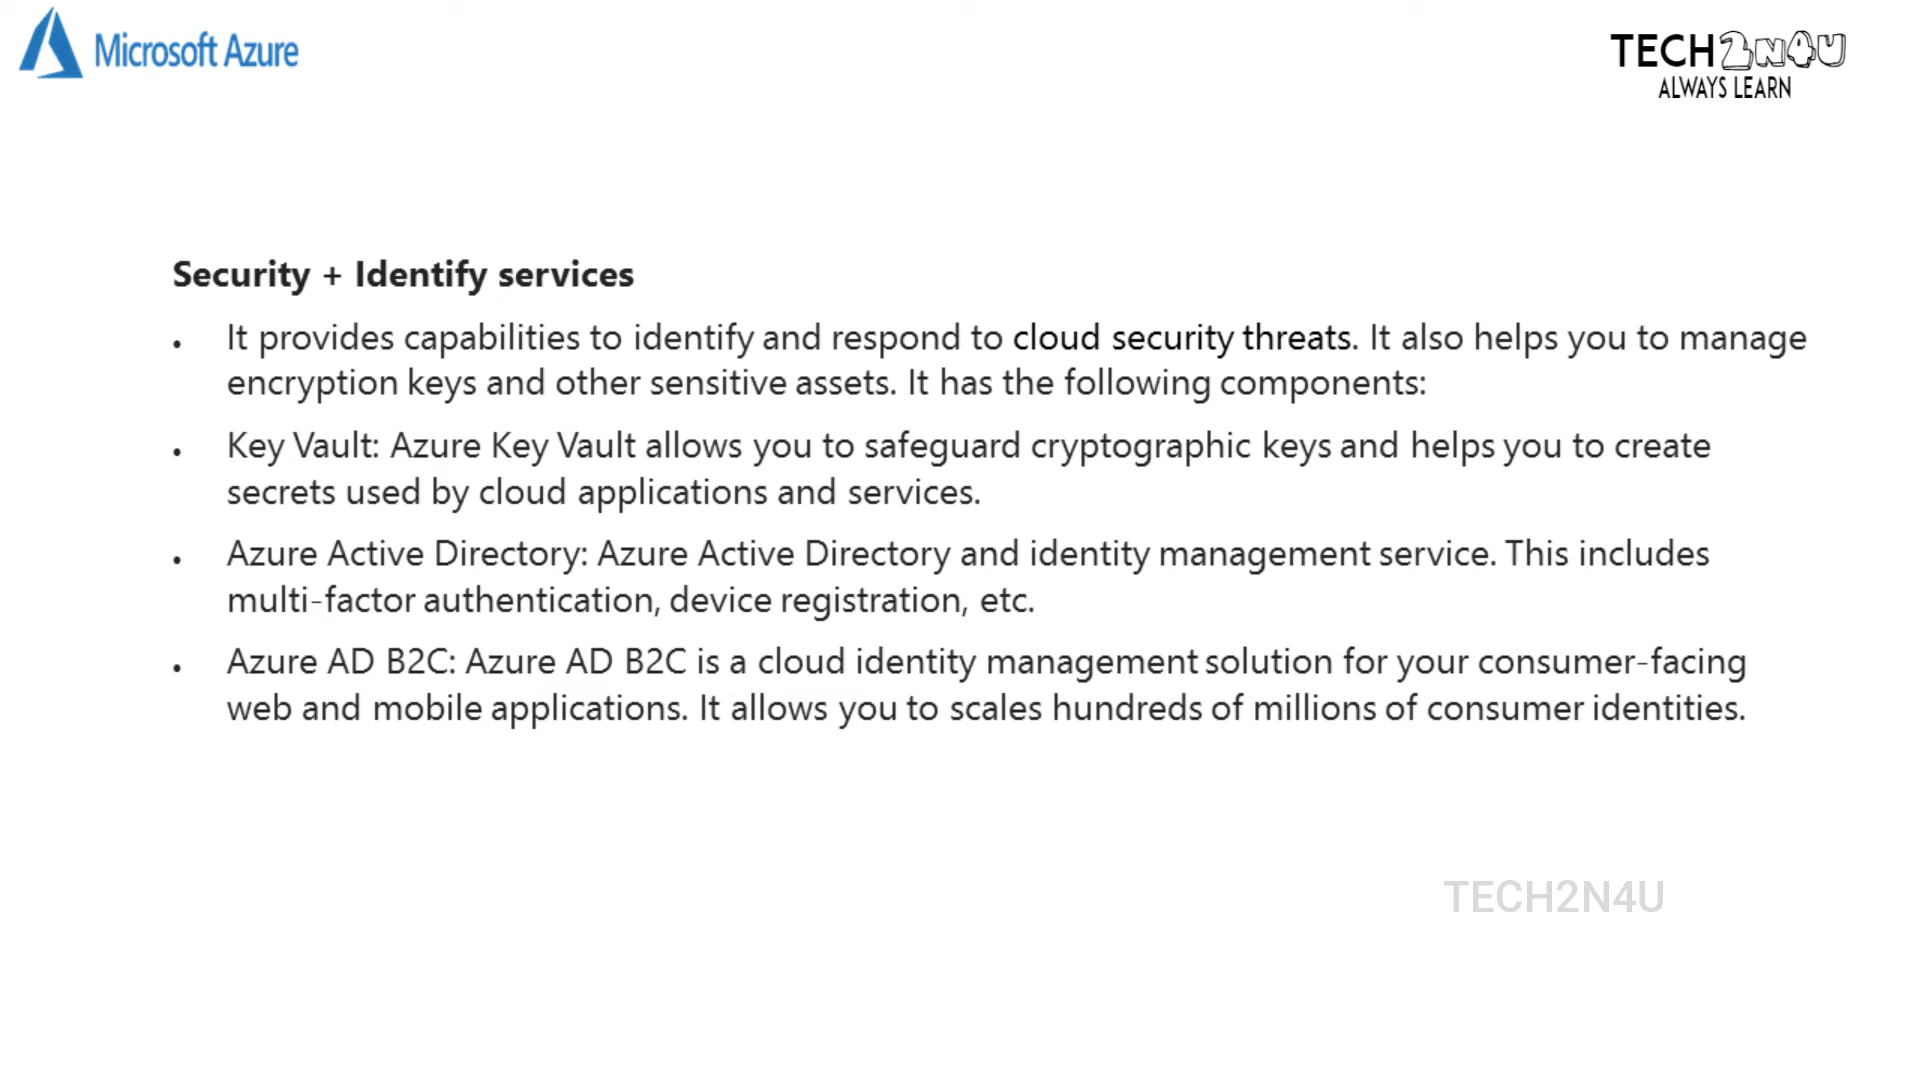 Microsoft Azure
TECH2N4U
ALWAYS LEARN
Security + Identify services
• It provides capabilities to identify and respond to cloud security threats. It also helps you to manage
encryption keys and other sensitive assets. It has the following components:
• Key Vault: Azure Key Vault allows you to safeguard cryptographic keys and helps you to create
secrets used by cloud applications and services.
• Azure Active Directory: Azure Active Directory and identity management service. This includes
multi-factor authentication, device registration, etc.
• Azure AD B2C: Azure AD B2C is a cloud identity management solution for your consumer-facing
web and mobile applications. It allows you to scales hundreds of millions of consumer identities.
TECH2N4U